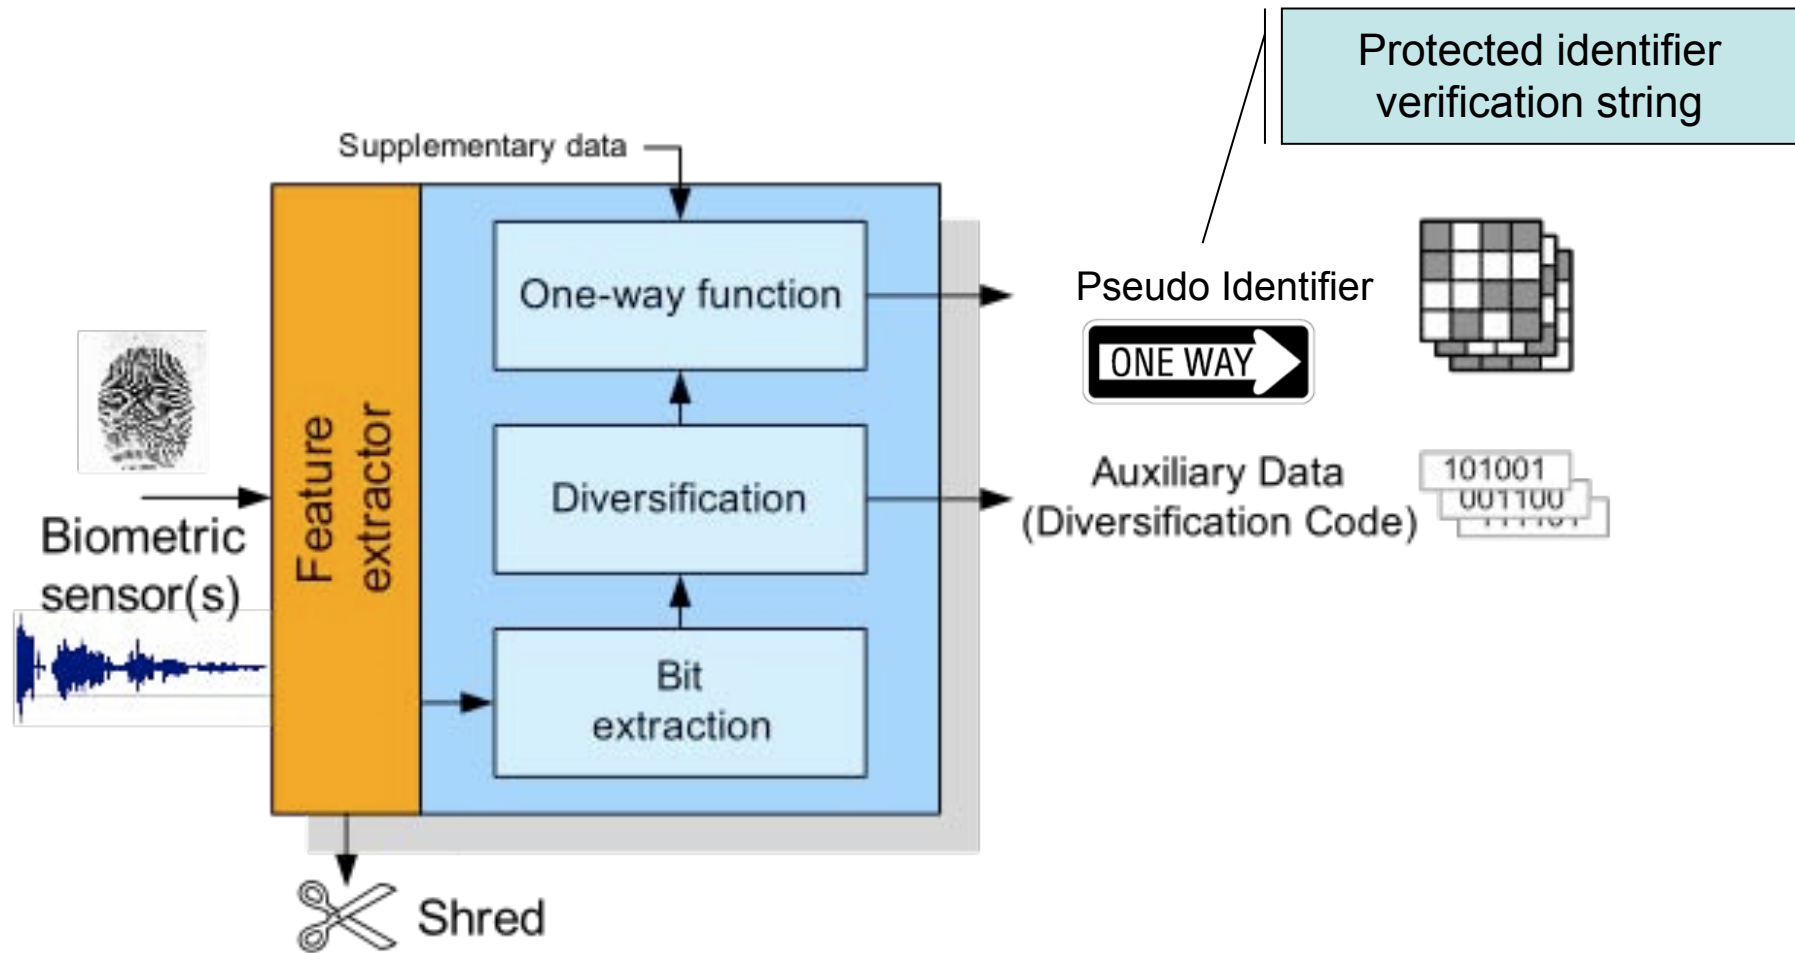 Protected identifier
verification string
Supplementary data
One-way function
Pseudo Identifier
ONE WAY
Feature
extractor
Diversification
Auxiliary Data
(Diversification Code)
101001
001100
111101
Biometric
sensor(s)
Bit
extraction
Shred